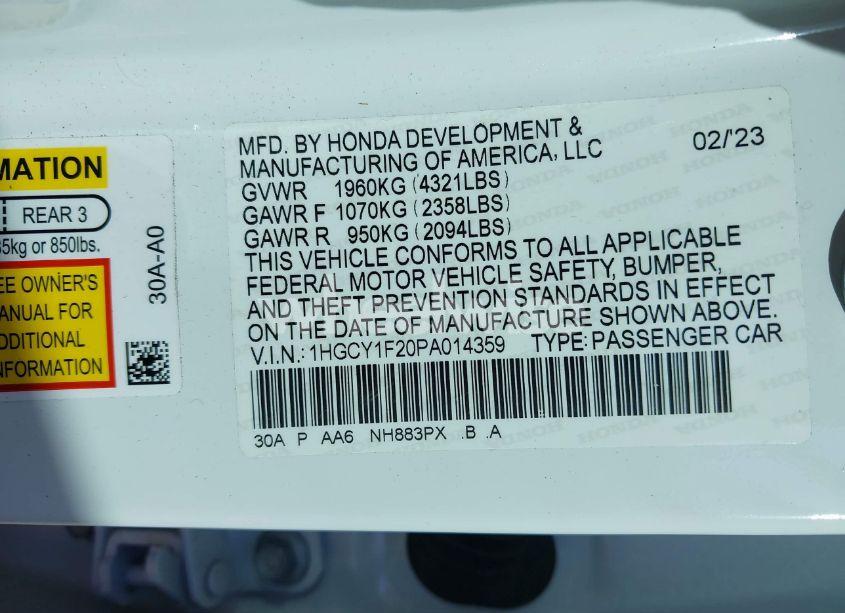 MATION
REAR 3
35kg or 850lbs.
EE OWNER'S
ANUAL FOR
DDITIONAL
NFORMATION
30A-A0
MFD. BY HONDA DEVELOPMENT & 02/23
MANUFACTURING OF AMERICA, LLC
GVWR 1960KG (4321LBS)
GAWR F 1070KG (2358LBS)
GAWR R 950KG (2094LBS)
THIS VEHICLE CONFORMS TO ALL APPLICABLE
FEDERAL MOTOR VEHICLE SAFETY, BUMPER,
AND THEFT PREVENTION STANDARDS IN EFFECT
ON THE DATE OF MANUFACTURE SHOWN ABOVE.
V.I.N.: 1HGCY1F20PA014359 TYPE: PASSENGER CAR
30A P AA6 NH883PX .B .A